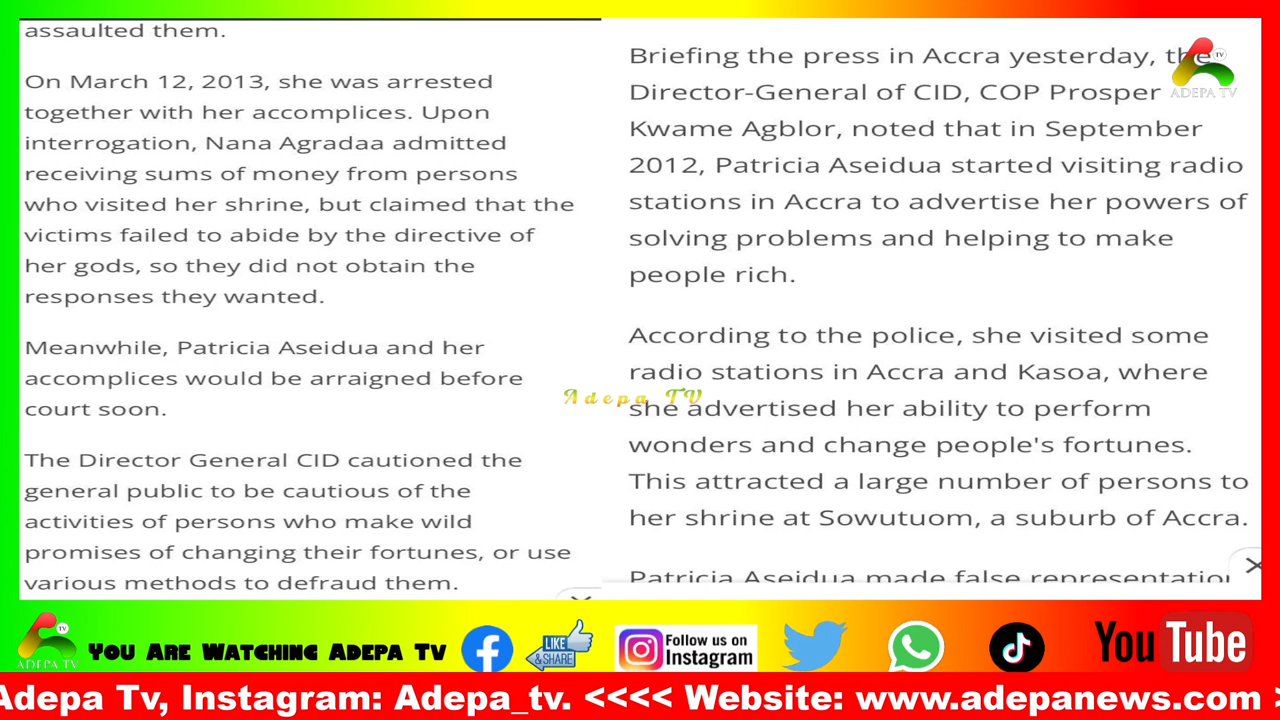 assaulted them.
On March 12, 2013, she was arrested
together with her accomplices. Upon
interrogation, Nana Agradaa admitted
receiving sums of money from persons
who visited her shrine, but claimed that the
victims failed to abide by the directive of
her gods, so they did not obtain the
responses they wanted.
Meanwhile, Patricia Aseidua and her
accomplices would be arraigned before
court soon.
The Director General CID cautioned the
general public to be cautious of the
activities of persons who make wild
promises of changing their fortunes, or use
various methods to defraud them.
Briefing the press in Accra yesterday, the
Director-General of CID, COP Prosper
Kwame Agblor, noted that in September
2012, Patricia Aseidua started visiting radio
stations in Accra to advertise her powers of
solving problems and helping to make
people rich.
According to the police, she visited some
radio stations in Accra and Kasoa, where
she advertised her ability to perform
wonders and change people's fortunes.
This attracted a large number of persons to
her shrine at Sowutuom, a suburb of Accra.
Patricia Aseidua made false representation
TV
ADEPA TV
Adepa TV
TV
ADEPA TV
You Are Watching Adepa Tv
LIKE
& SHARE
Follow us on
Instagram
You Tube
Adepa Tv, Instagram: Adepa_tv. <<<< Website: www.adepanews.com >